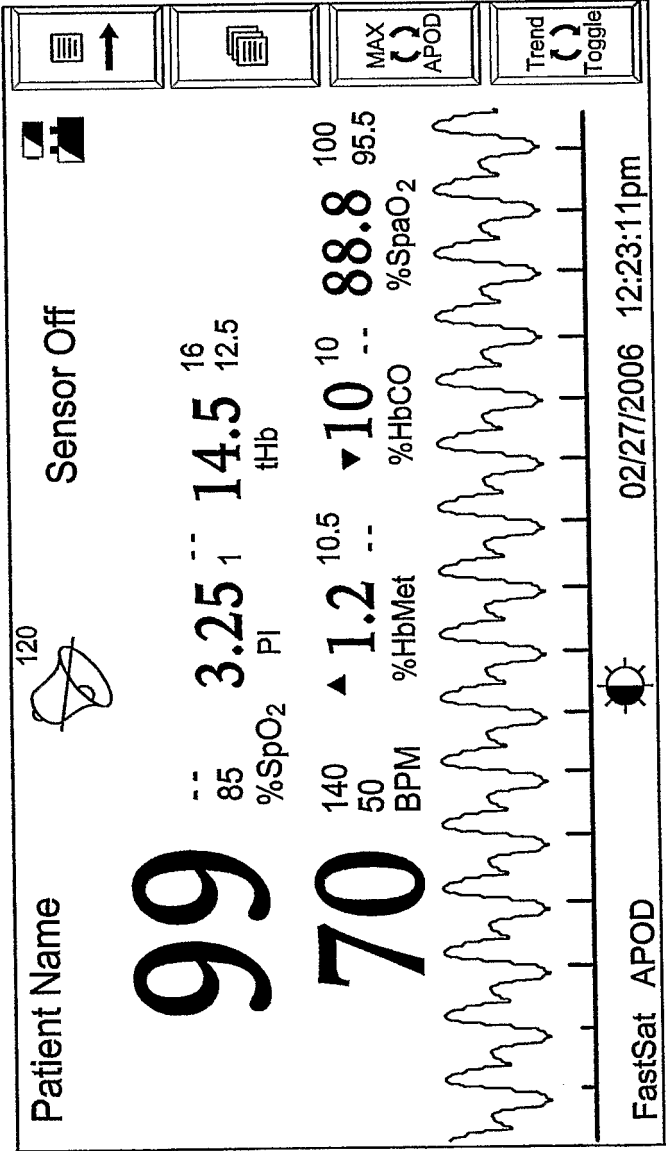 Patient Name
120
Sensor Off
99
--
85
%SpO2
3.25
--
1
PI
14.5
16
12.5
tHb
70
140
50
BPM
▲ 1.2
10.5
--
%HbMet
▼10
10
--
%HbCO
88.8
100
95.5
%SpaO2
FastSat APOD
02/27/2006 12:23:11pm
MAX
APOD
Trend
Toggle